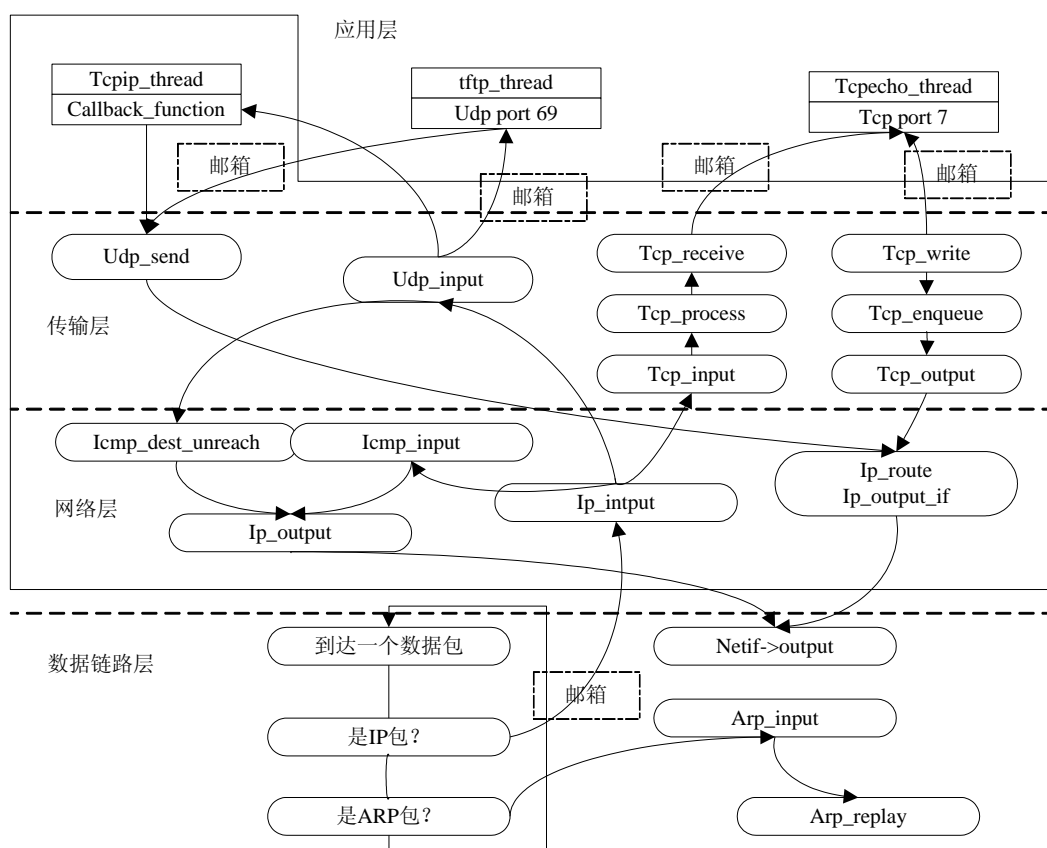 应用层
Tcpip_thread
Callback_function
tftp_thread
Udp port 69
Tcpecho_thread
Tcp port 7
邮箱
邮箱
邮箱
邮箱
Udp_send
Udp_input
Tcp_receive
Tcp_write
传输层
Tcp_process
Tcp_enqueue
Tcp_input
Tcp_output
Icmp_dest_unreach
Icmp_input
Ip_route
Ip_output_if
网络层
Ip_output
Ip_intput
数据链路层
到达一个数据包
Netif->output
邮箱
是IP包?
Arp_input
是ARP包?
Arp_replay